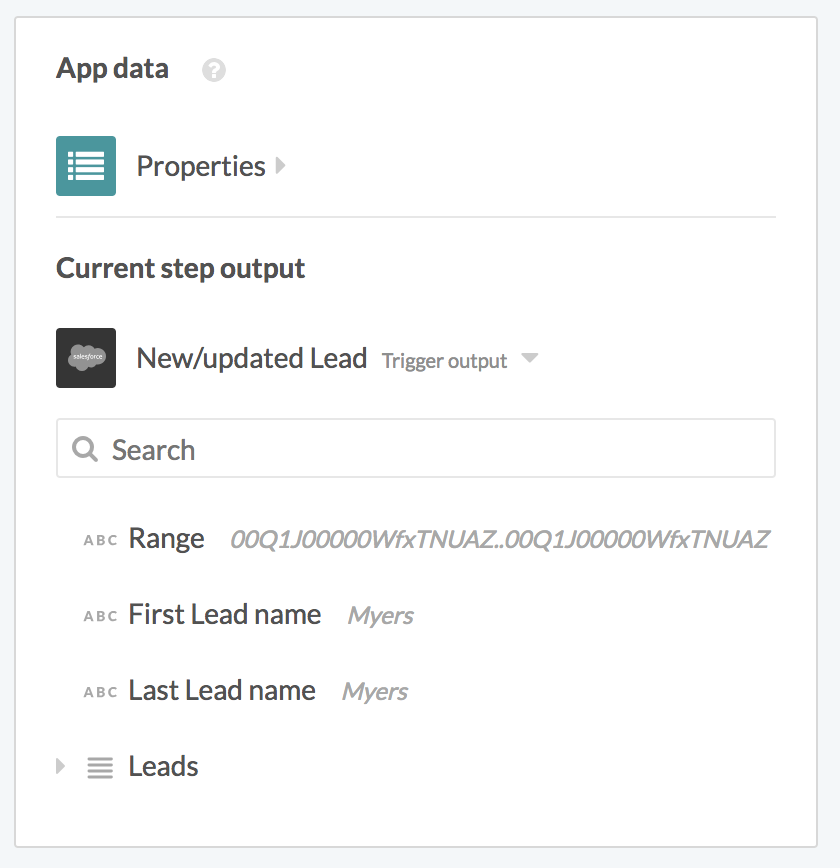 App data ?
Properties
Current step output
salesforce
New/updated Lead Trigger output
Search
ABC Range 00Q1J00000WfxTNUAZ..00Q1J00000WfxTNUAZ
ABC First Lead name Myers
ABC Last Lead name Myers
Leads